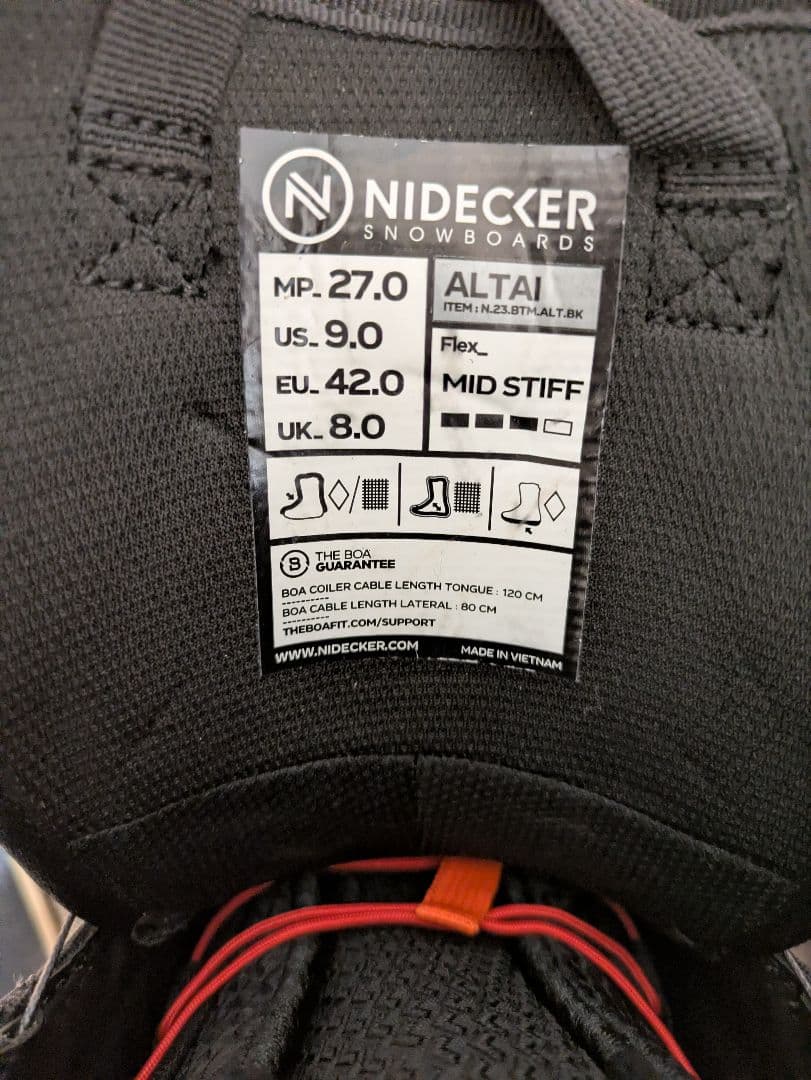 NIDECKER
SNOWBOARDS
MP_ 27.0
US_ 9.0
EU_ 42.0
UK_ 8.0
ALTAI
ITEM : N.23.BTM.ALT.BK
Flex_
MID STIFF
THE BOA
GUARANTEE
BOA COILER CABLE LENGTH TONGUE : 120 CM
----------
BOA CABLE LENGTH LATERAL : 80 CM
----------
THEBOAFIT.COM/SUPPORT
WWW.NIDECKER.COM MADE IN VIETNAM